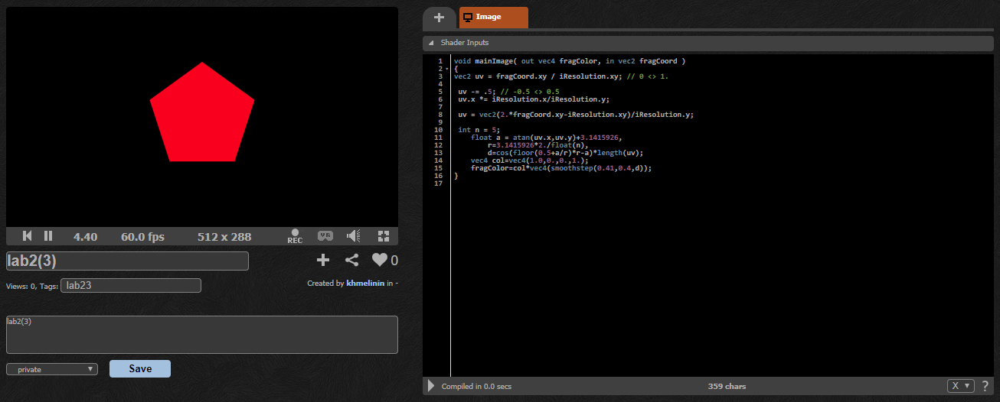 4.40 60.0 fps 512 x 288 REC
lab2(3)
0
Views: 0, Tags: lab23
Created by khmelinin in -
lab2(3)
private
Save
+ Image
Shader Inputs
1 void mainImage( out vec4 fragColor, in vec2 fragCoord )
2 {
3 vec2 uv = fragCoord.xy / iResolution.xy; // 0 <> 1.
4
5 uv -= .5; // -0.5 <> 0.5
6 uv.x *= iResolution.x/iResolution.y;
7
8 uv = vec2(2.*fragCoord.xy-iResolution.xy)/iResolution.y;
9
10 int n = 5;
11 float a = atan(uv.x,uv.y)+3.1415926,
12 r=3.1415926*2./float(n),
13 d=cos(floor(0.5+a/r)*r-a)*length(uv);
14 vec4 col=vec4(1.0,0.,0.,1.);
15 fragColor=col*vec4(smoothstep(0.41,0.4,d));
16 }
17
Compiled in 0.0 secs 359 chars X ?